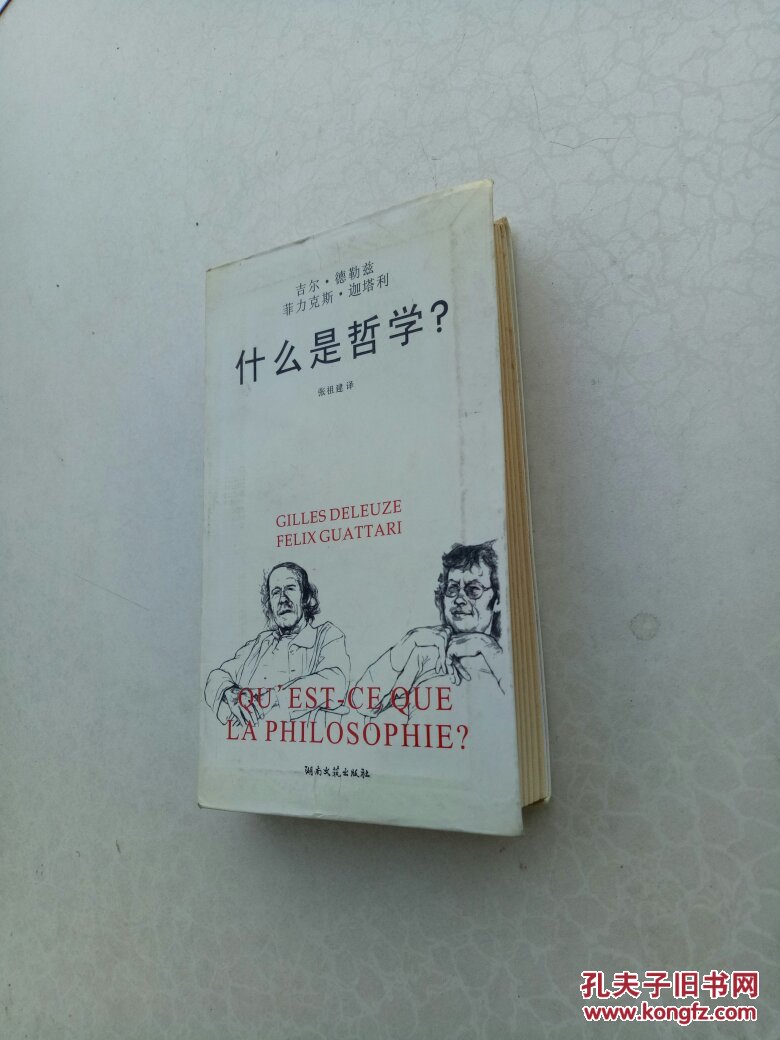 吉尔·德勒兹
菲力克斯·迦塔利
什么是哲学?
张祖建 译
GILLES DELEUZE
FELIX GUATTARI
QU'EST-CE QUE
LA PHILOSOPHIE?
湖南文艺出版社
孔夫子旧书网
www.kongfz.com